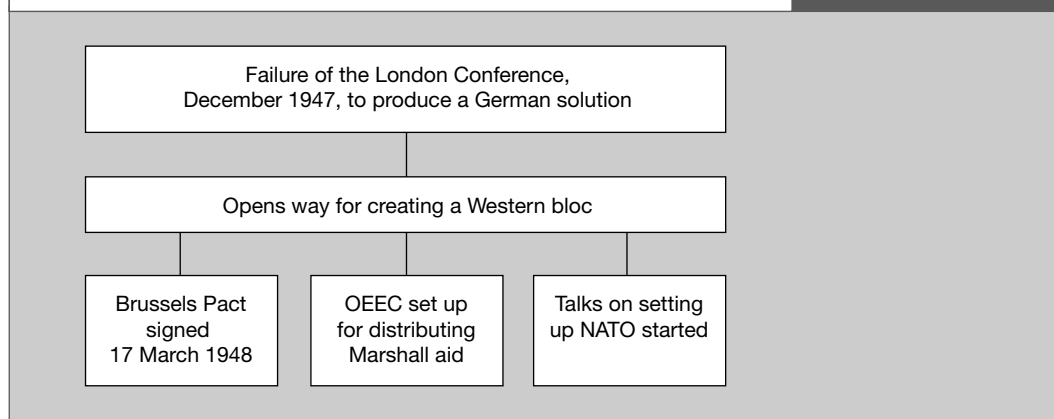 Failure of the London Conference,
December 1947, to produce a German solution
Opens way for creating a Western bloc
Brussels Pact
signed
17 March 1948
OEEC set up
for distributing
Marshall aid
Talks on setting
up NATO started